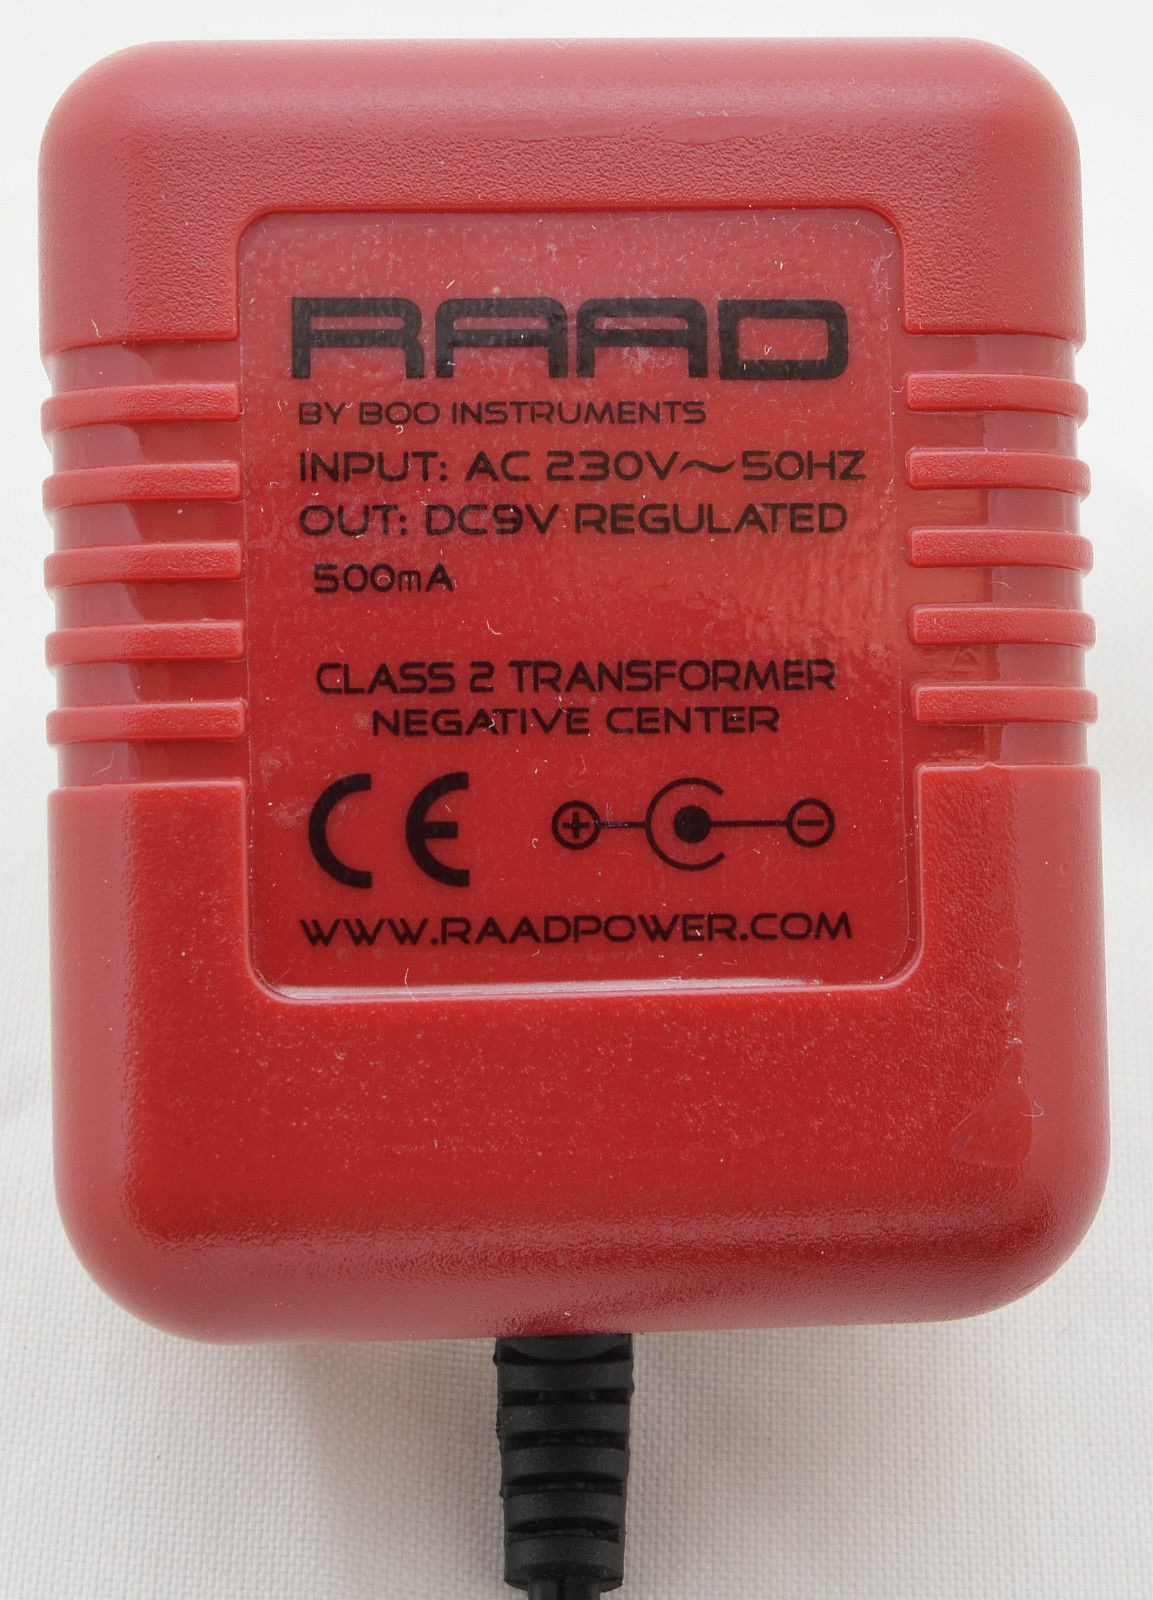 RAAD
BY BOO INSTRUMENTS
INPUT: AC 230V~50HZ
OUT: DC9V REGULATED
500mA
CLASS 2 TRANSFORMER
NEGATIVE CENTER
CE
WWW.RAADPOWER.COM